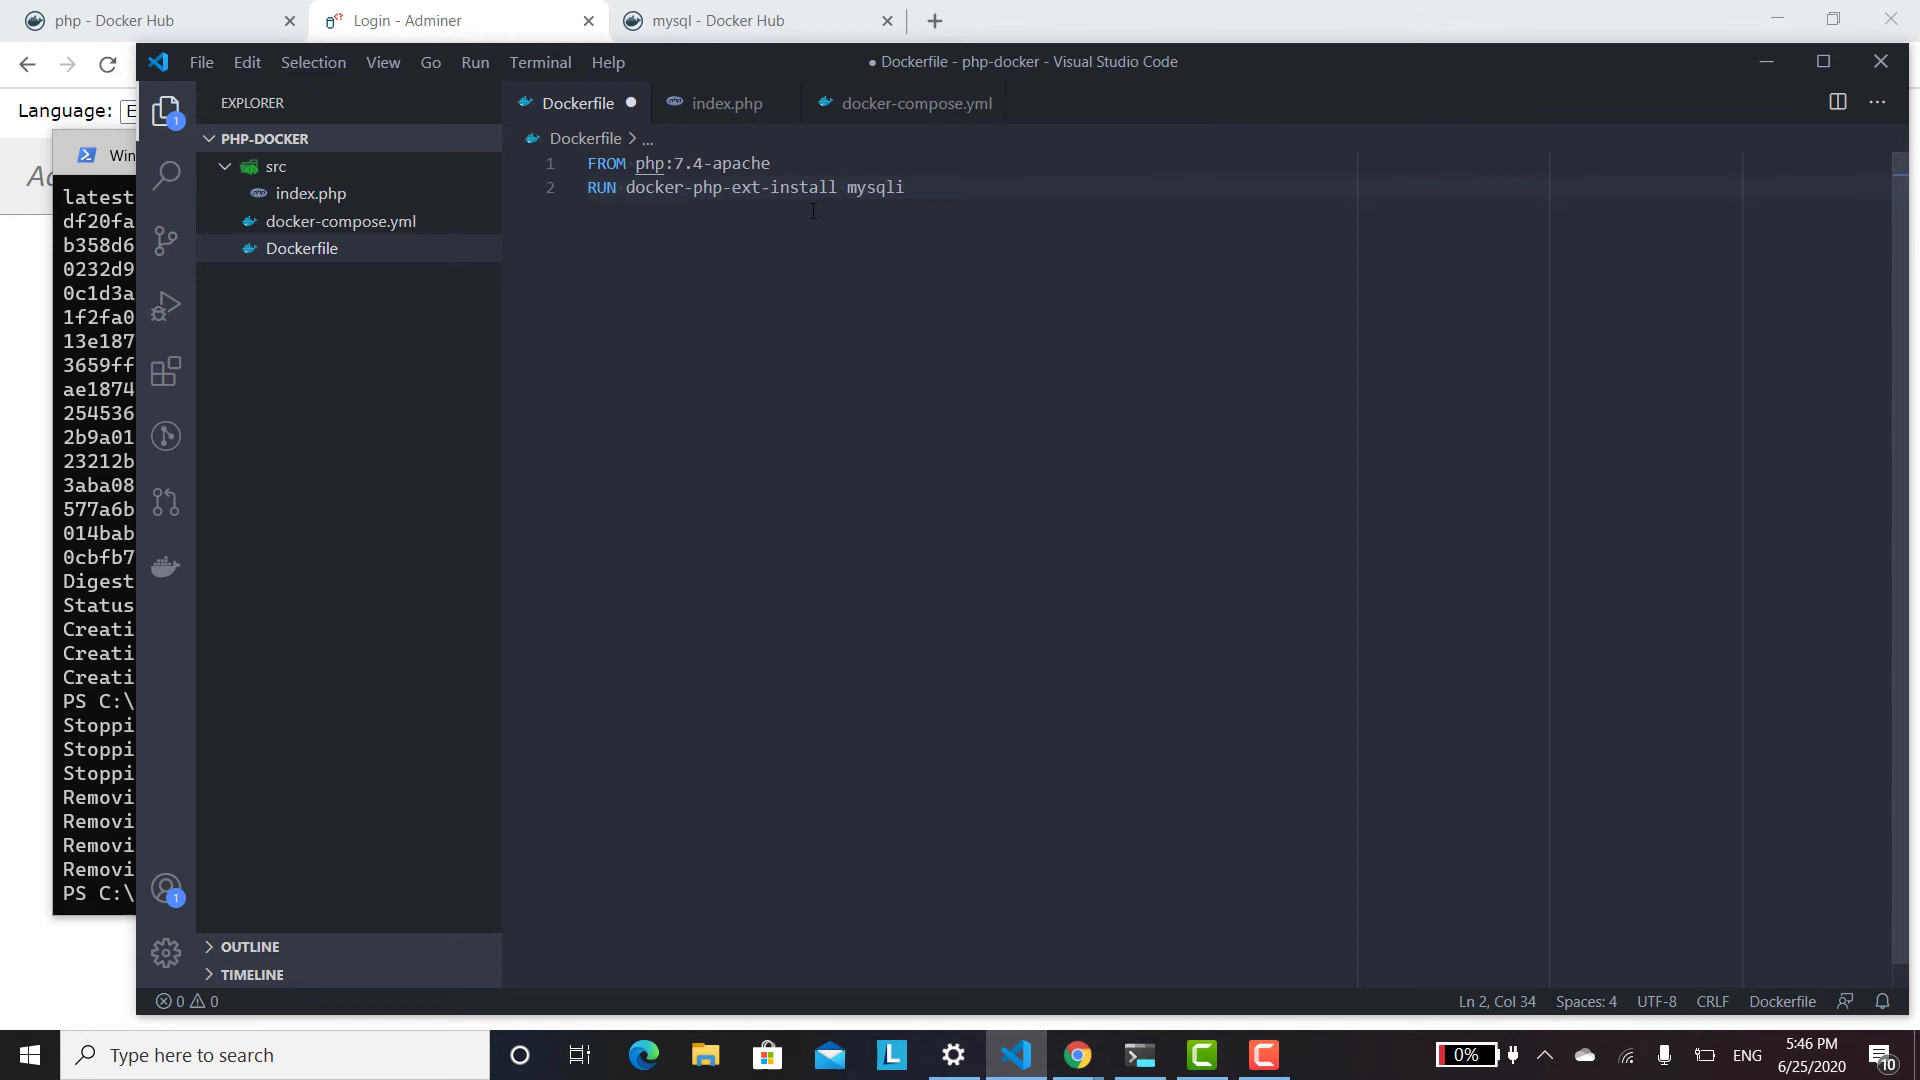 php - Docker Hub
Login - Adminer
mysql - Docker Hub
File Edit Selection View Go Run Terminal Help
● Dockerfile - php-docker - Visual Studio Code
Language: E
EXPLORER
Dockerfile ●
index.php
docker-compose.yml
PHP-DOCKER
src
index.php
docker-compose.yml
Dockerfile
Dockerfile > ...
1 FROM php:7.4-apache
2 RUN docker-php-ext-install mysqli
Win
latest
df20fa
b358d6
0232d9
0c1d3a
1f2fa0
13e187
3659ff
ae1874
254536
2b9a01
23212b
3aba08
577a6b
014bab
0cbfb7
Digest
Status
Creati
Creati
Creati
PS C:\
Stoppi
Stoppi
Stoppi
Removi
Removi
Removi
Removi
PS C:\
1
1
OUTLINE
TIMELINE
0 0
Ln 2, Col 34 Spaces: 4 UTF-8 CRLF Dockerfile
Type here to search
L
0%
ENG
5:46 PM
6/25/2020
10